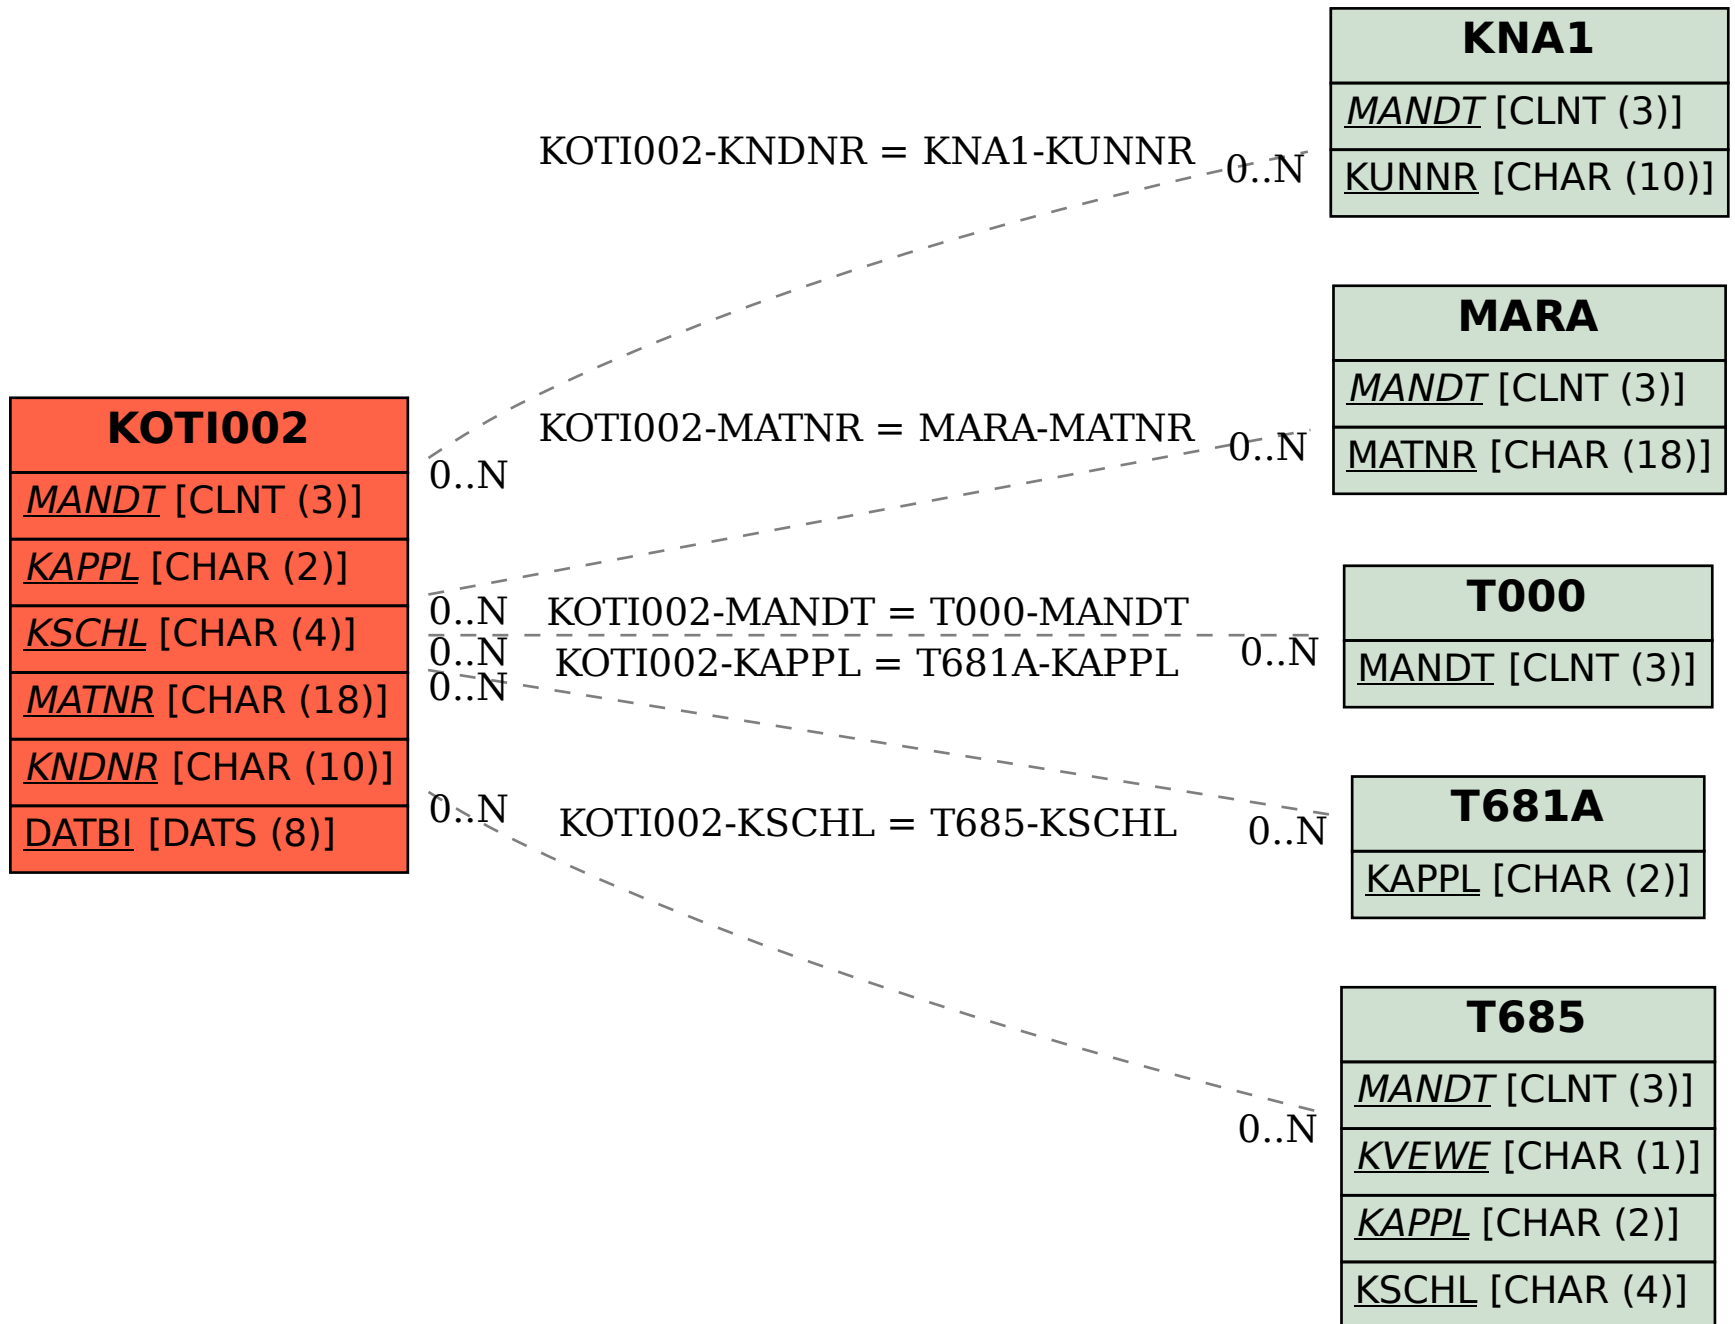 KNA1
MANDT [CLNT (3)]
KUNNR [CHAR (10)]
KOTI002-KNDNR = KNA1-KUNNR
0..N
MARA
MANDT [CLNT (3)]
MATNR [CHAR (18)]
KOTI002-MATNR = MARA-MATNR
0..N
KOTI002
MANDT [CLNT (3)]
KAPPL [CHAR (2)]
KSCHL [CHAR (4)]
MATNR [CHAR (18)]
KNDNR [CHAR (10)]
DATBI [DATS (8)]
0..N
0..N
0..N
0..N
0..N
KOTI002-MANDT = T000-MANDT
0..N
T000
MANDT [CLNT (3)]
KOTI002-KAPPL = T681A-KAPPL
0..N
T681A
KAPPL [CHAR (2)]
KOTI002-KSCHL = T685-KSCHL
0..N
T685
MANDT [CLNT (3)]
KVEWE [CHAR (1)]
KAPPL [CHAR (2)]
KSCHL [CHAR (4)]